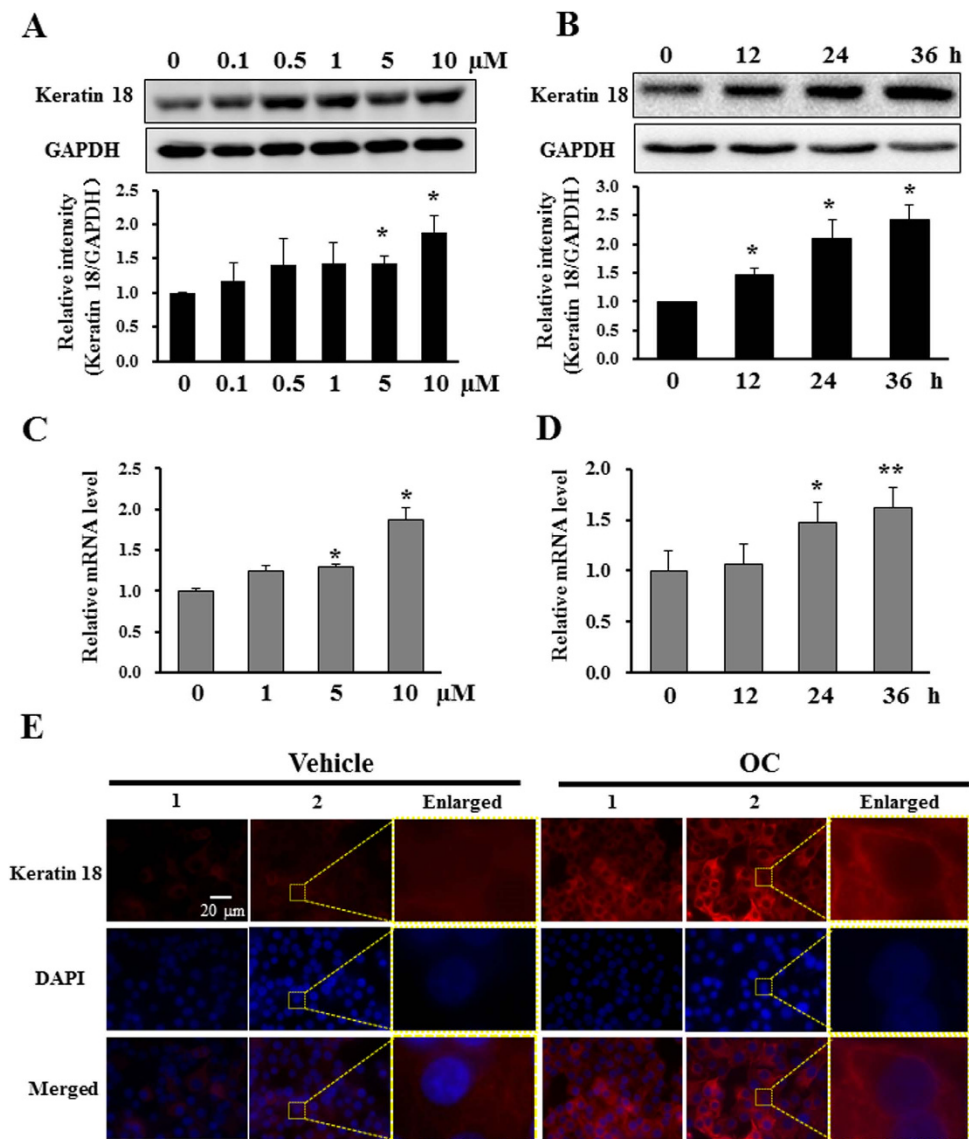 A
0 0.1 0.5 1 5 10 μM
Keratin 18
GAPDH
Relative intensity
(Keratin 18/GAPDH)
2.5
2.0
1.5
1.0
0.5
0.0
*
*
0 0.1 0.5 1 5 10 μM
B
0 12 24 36 h
Keratin 18
GAPDH
Relative intensity
(Keratin 18/GAPDH)
3.0
2.5
2.0
1.5
1.0
0.5
0.0
*
*
*
0 12 24 36 h
C
Relative mRNA level
2.5
2.0
1.5
1.0
0.5
0.0
*
*
0 1 5 10 μM
D
Relative mRNA level
2.0
1.5
1.0
0.5
0.0
*
**
0 12 24 36 h
E
Vehicle OC
1 2 Enlarged 1 2 Enlarged
Keratin 18
20 μm
DAPI
Merged